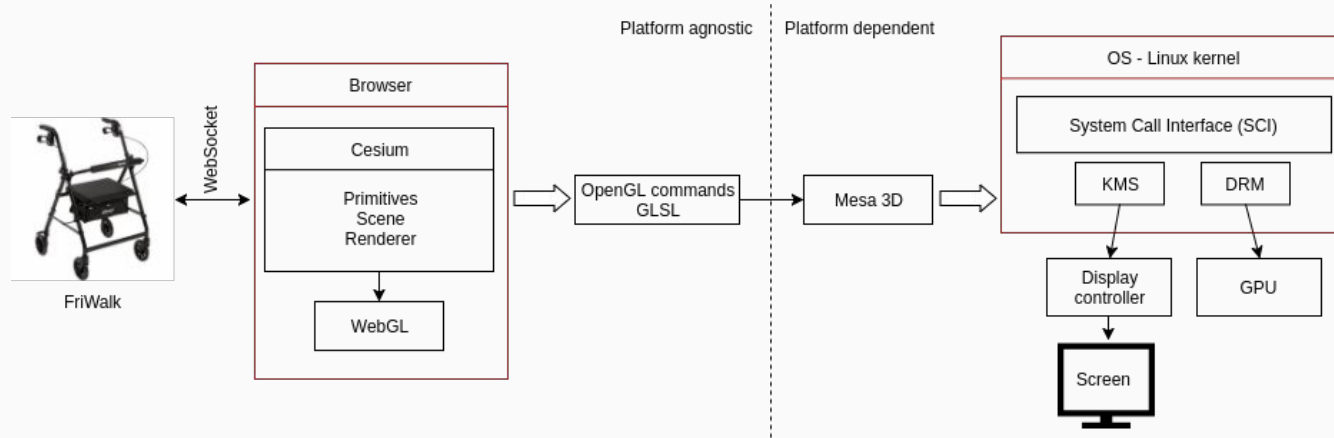 Platform agnostic
Platform dependent
OS - Linux kernel
Browser
System Call Interface (SCI)
WebSocket
Cesium
Primitives
Scene
Renderer
OpenGL commands
GLSL
Mesa 3D
KMS
DRM
FriWalk
WebGL
Display
controller
GPU
Screen